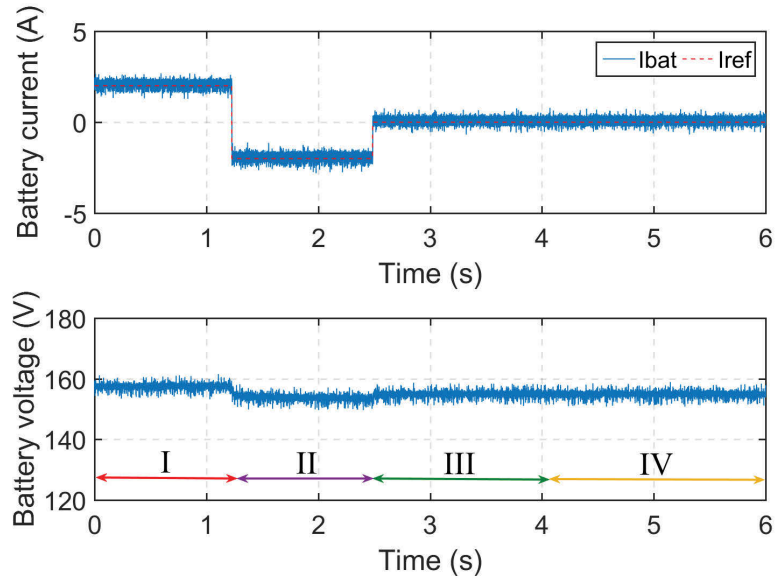 Battery current (A)
5
0
-5
Ibat Iref
0 1 2 3 4 5 6
Time (s)
Battery voltage (V)
180
160
140
120
I II III IV
0 1 2 3 4 5 6
Time (s)